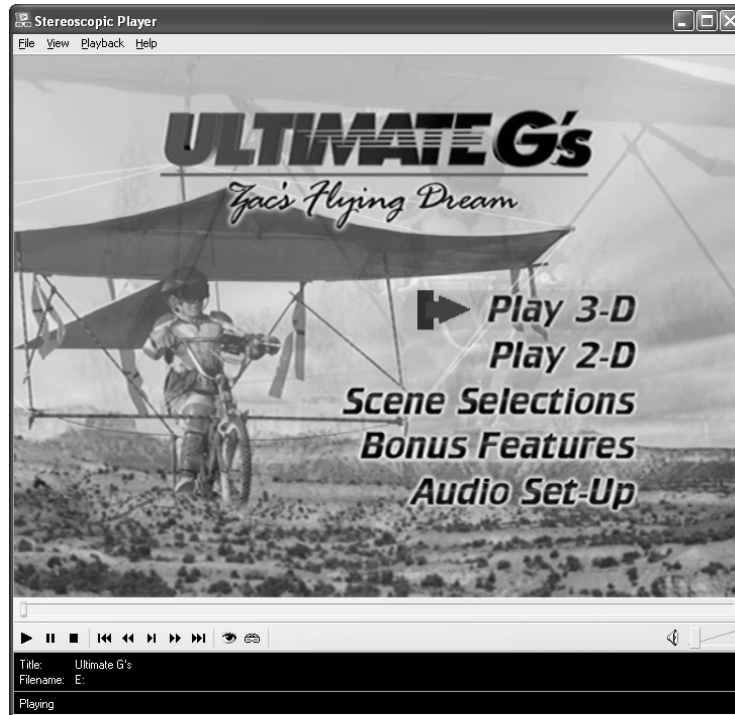 Stereoscopic Player
File View Playback Help
ULTIMATE G's
Zac's Flying Dream
Play 3-D
Play 2-D
Scene Selections
Bonus Features
Audio Set-Up
Title: Ultimate G's
Filename: E:
Playing